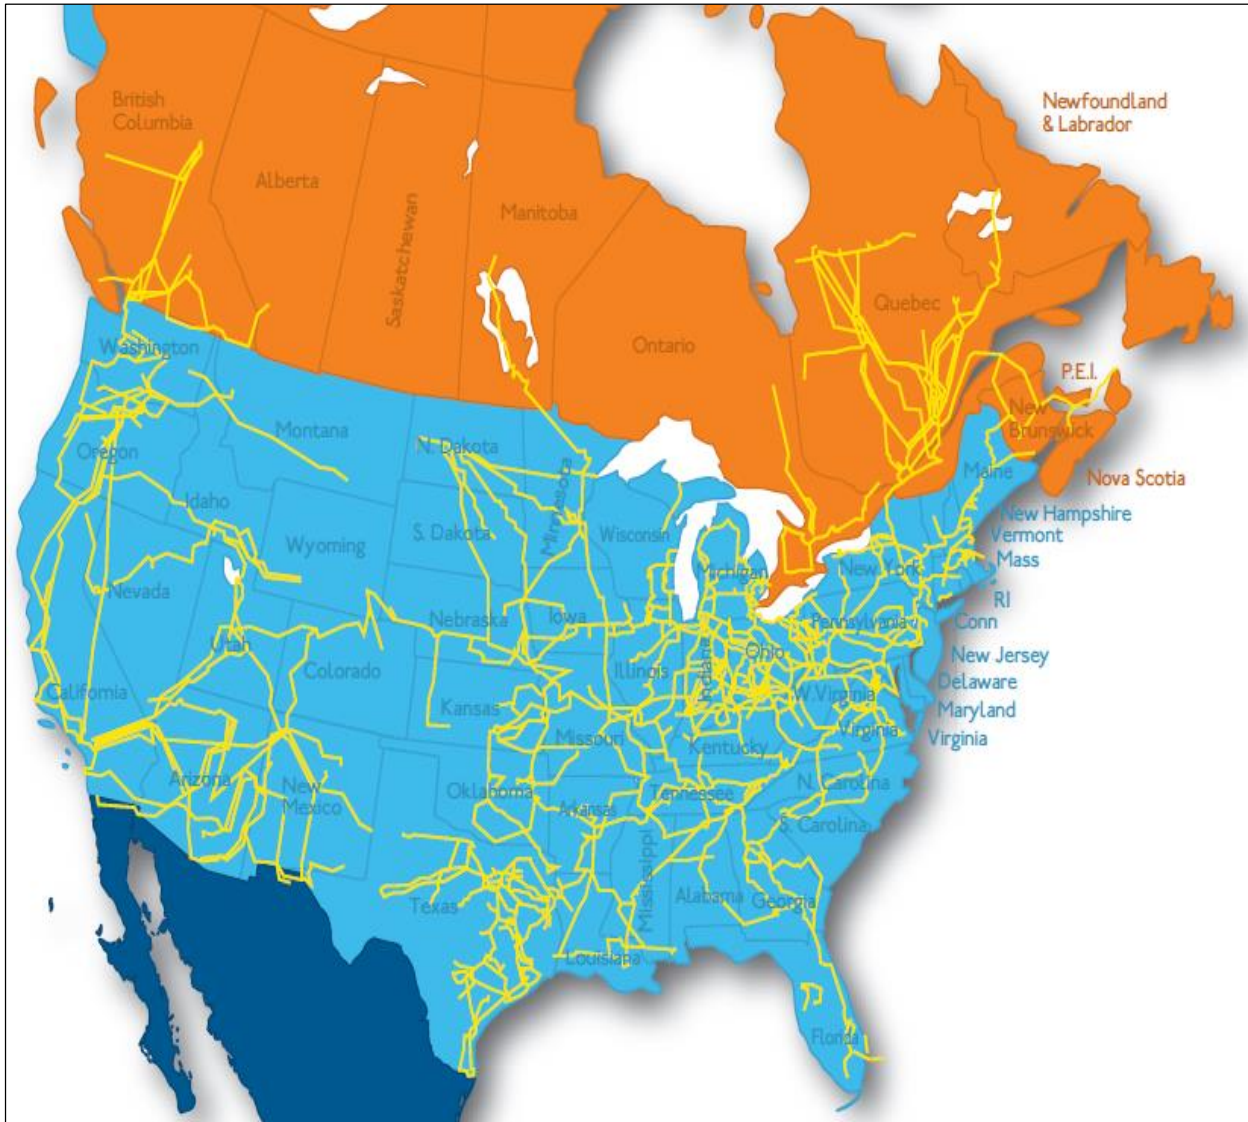 British
Columbia
Alberta
Saskatchewan
Manitoba
Ontario
Quebec
Newfoundland
& Labrador
P.E.I.
New
Brunswick
Nova Scotia
Washington
Oregon
Montana
Idaho
Wyoming
N. Dakota
S. Dakota
Minnesota
Wisconsin
Michigan
New York
Maine
New Hampshire
Vermont
Mass
RI
Conn
New Jersey
Delaware
Maryland
Virginia
Nevada
Utah
California
Colorado
Nebraska
Iowa
Kansas
Illinois
Indiana
Ohio
Pennsylvania
W.Virginia
Virginia
Missouri
Kentucky
Arizona
New
Mexico
Oklahoma
Arkansas
Tennessee
N. Carolina
S. Carolina
Mississippi
Alabama
Georgia
Texas
Louisiana
Florida